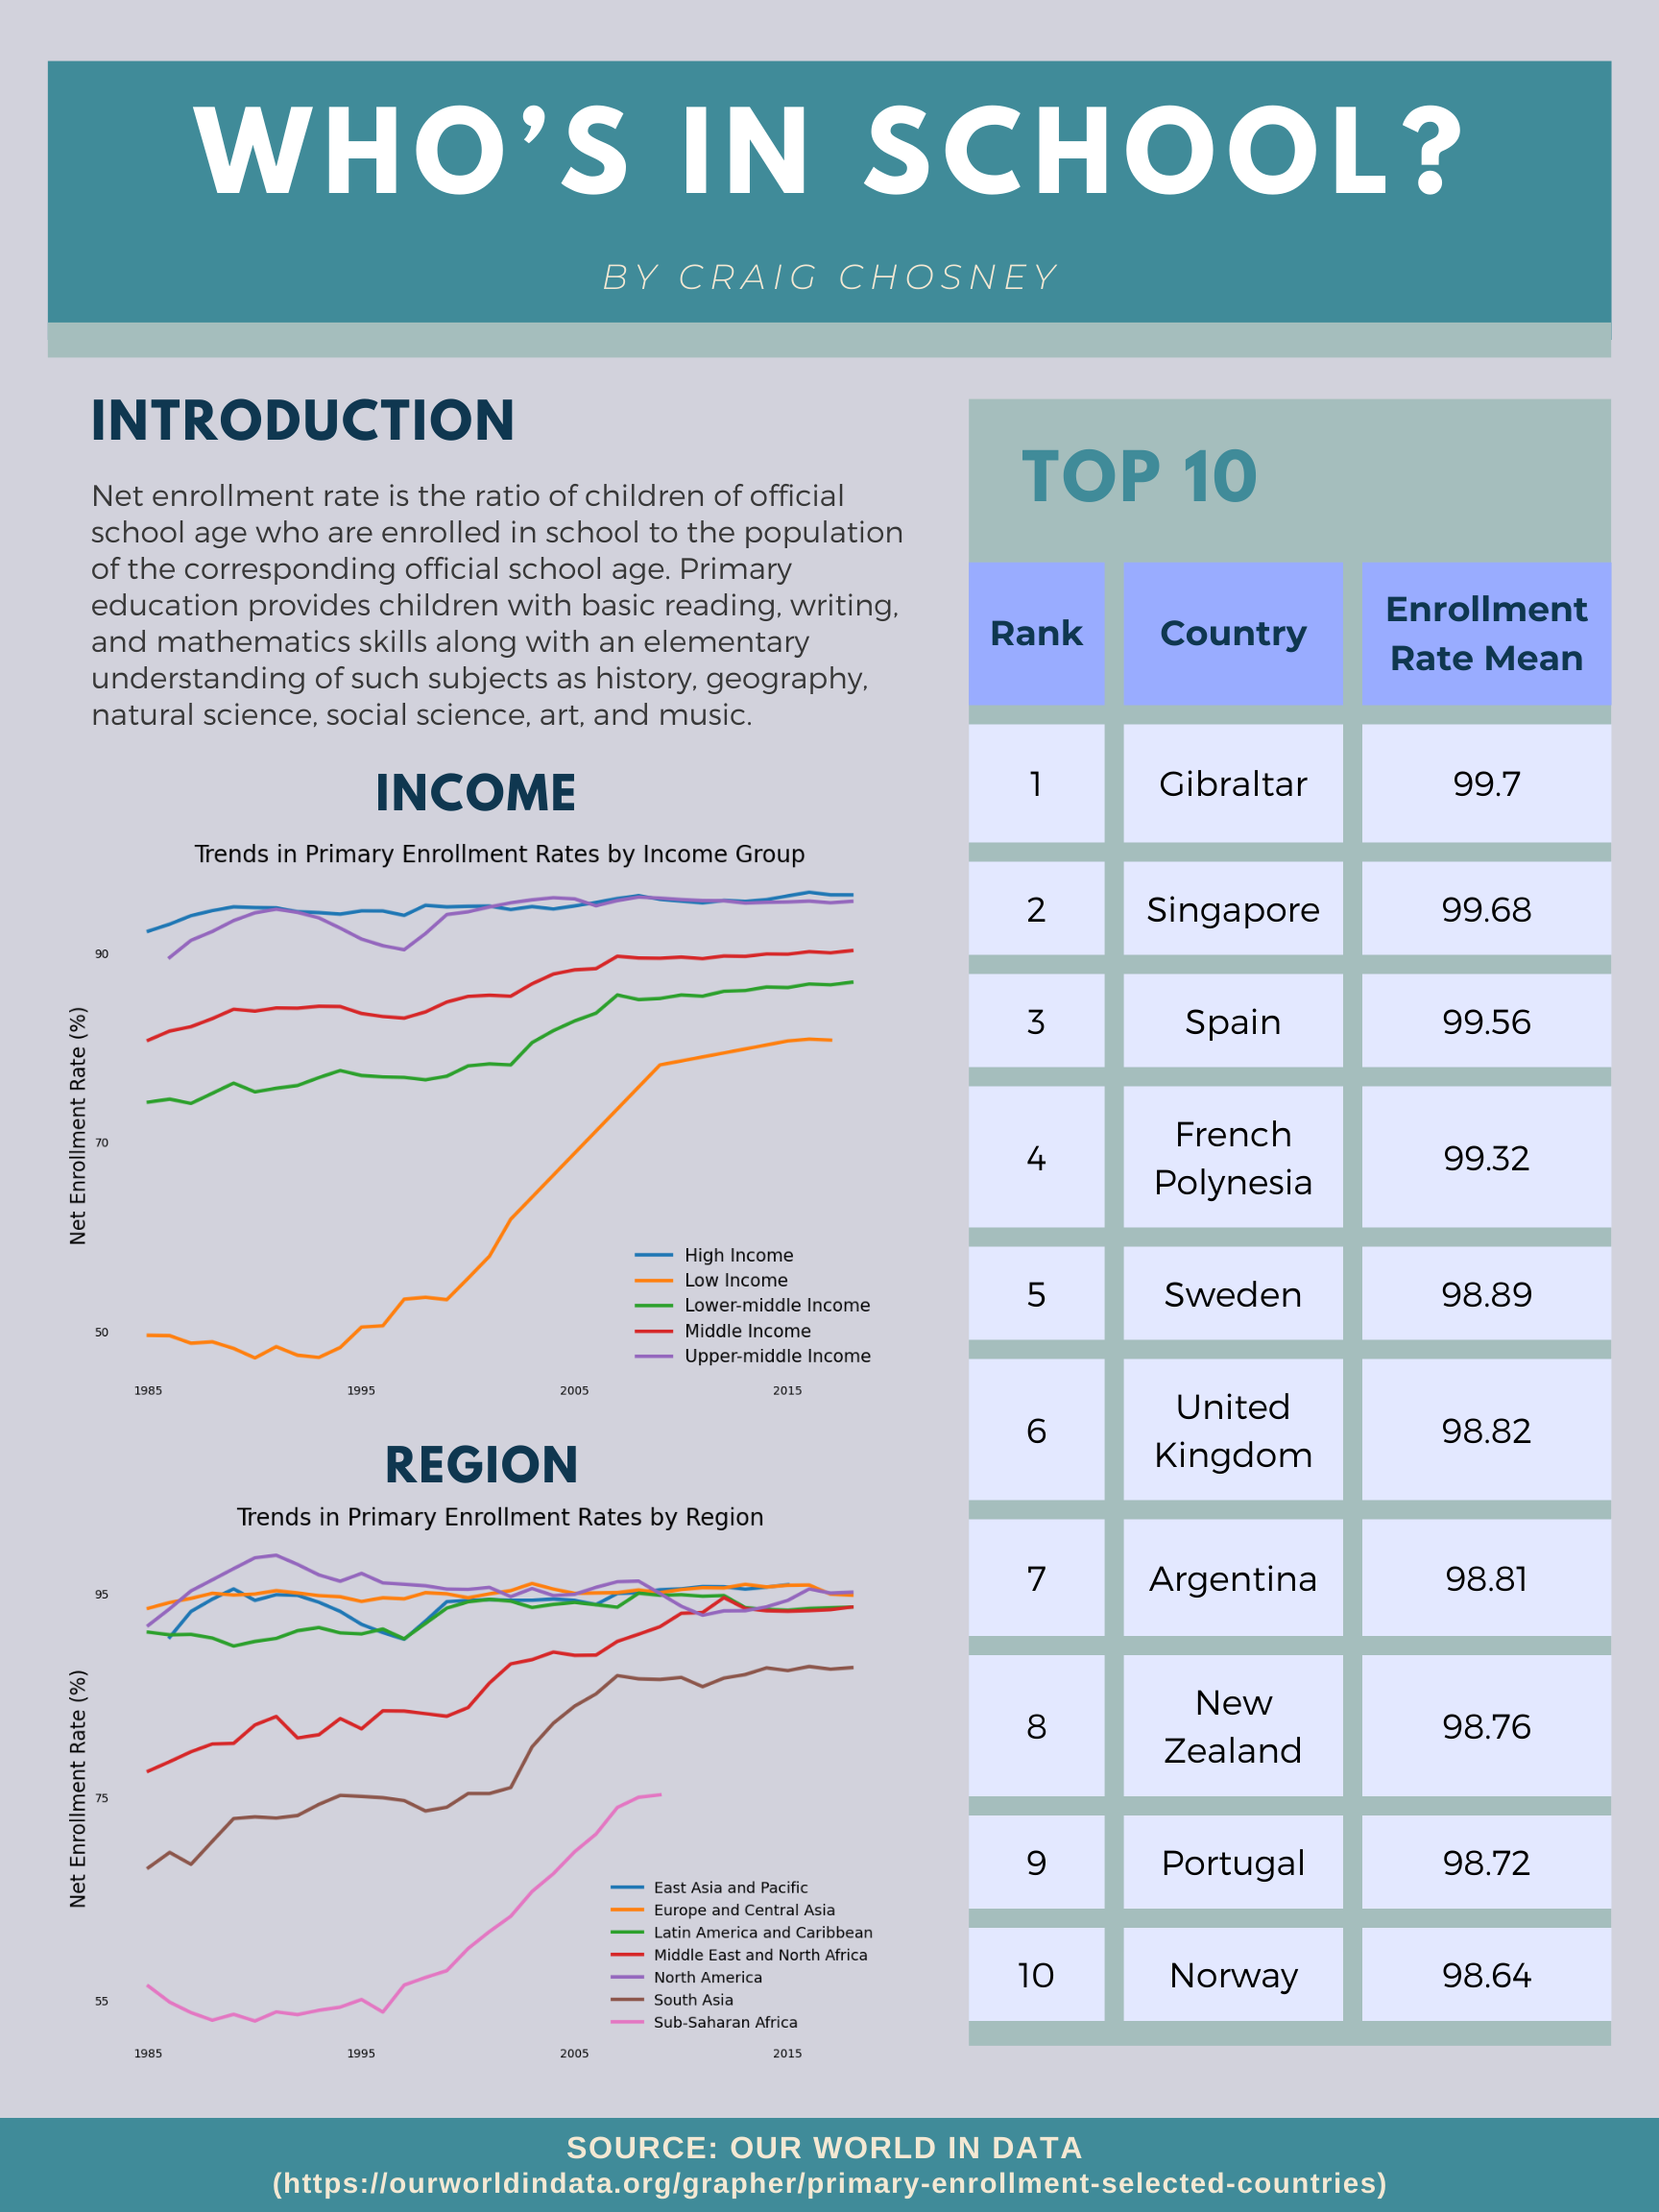 WHO’S IN SCHOOL?
BY CRAIG CHOSNEY
INTRODUCTION
Net enrollment rate is the ratio of children of official
school age who are enrolled in school to the population
of the corresponding official school age. Primary
education provides children with basic reading, writing,
and mathematics skills along with an elementary
understanding of such subjects as history, geography,
natural science, social science, art, and music.
INCOME
Trends in Primary Enrollment Rates by Income Group
Net Enrollment Rate (%)
90
70
50
1985 1995 2005 2015
High Income
Low Income
Lower-middle Income
Middle Income
Upper-middle Income
REGION
Trends in Primary Enrollment Rates by Region
Net Enrollment Rate (%)
95
75
55
1985 1995 2005 2015
East Asia and Pacific
Europe and Central Asia
Latin America and Caribbean
Middle East and North Africa
North America
South Asia
Sub-Saharan Africa
TOP 10
Rank Country Enrollment
Rate Mean
1 Gibraltar 99.7
2 Singapore 99.68
3 Spain 99.56
4 French
Polynesia 99.32
5 Sweden 98.89
6 United
Kingdom 98.82
7 Argentina 98.81
8 New
Zealand 98.76
9 Portugal 98.72
10 Norway 98.64
SOURCE: OUR WORLD IN DATA
(https://ourworldindata.org/grapher/primary-enrollment-selected-countries)